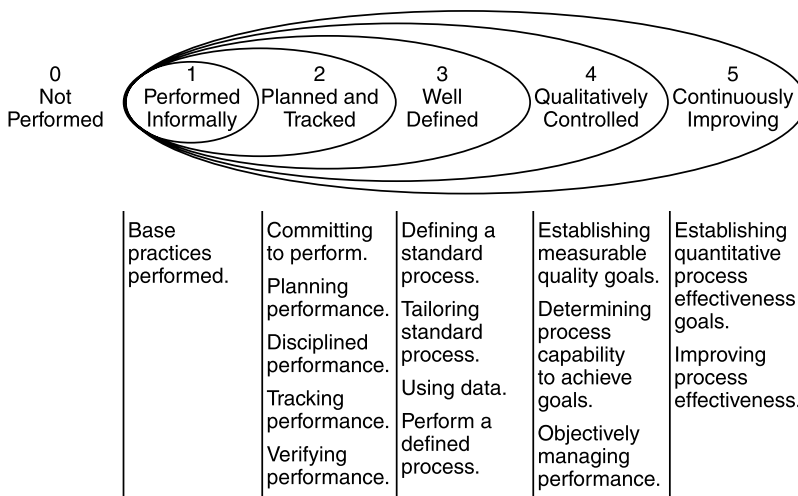 0
Not
Performed
1
Performed
Informally
2
Planned and
Tracked
3
Well
Defined
4
Qualitatively
Controlled
5
Continuously
Improving
Base
practices
performed.
Committing
to perform.
Planning
performance.
Disciplined
performance.
Tracking
performance.
Verifying
performance.
Defining a
standard
process.
Tailoring
standard
process.
Using data.
Perform a
defined
process.
Establishing
measurable
quality goals.
Determining
process
capability
to achieve
goals.
Objectively
managing
performance.
Establishing
quantitative
process
effectiveness
goals.
Improving
process
effectiveness.